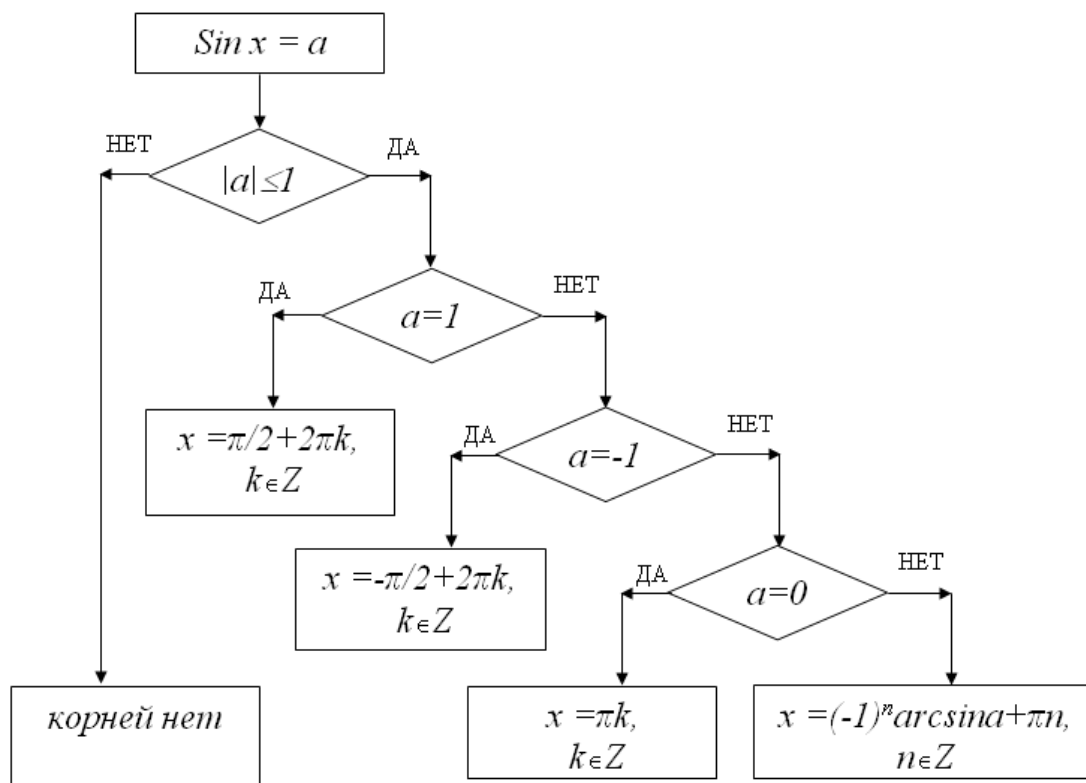 Sin x = a
НЕТ
ДА
|a| ≤1
ДА
НЕТ
a=1
x =π/2+2πk,
k∈Z
ДА
НЕТ
a=-1
x =-π/2+2πk,
k∈Z
ДА
НЕТ
a=0
корней нет
x =πk,
k∈Z
x =(-1)ⁿarcsina+πn,
n∈Z